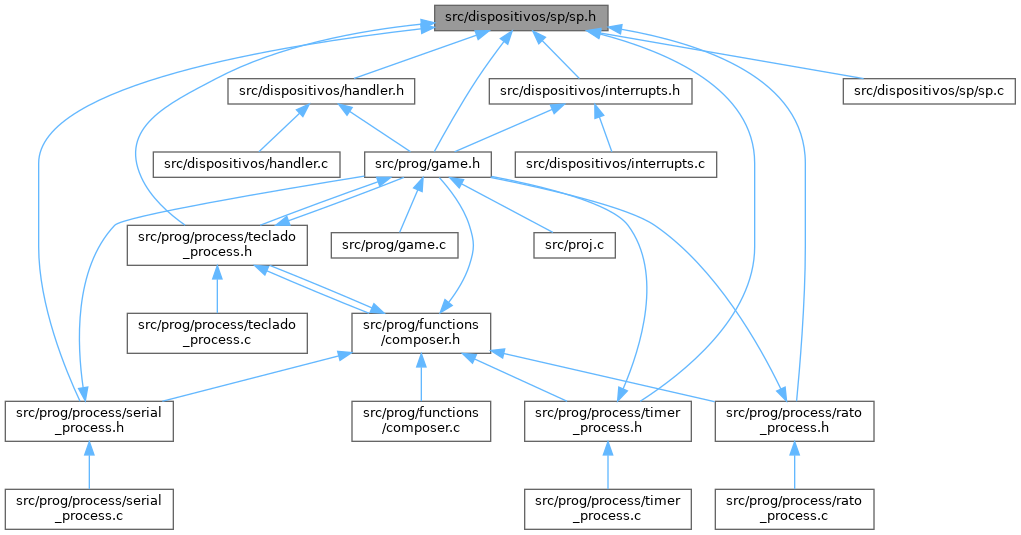 src/dispositivos/sp/sp.h
src/dispositivos/handler.h
src/dispositivos/interrupts.h
src/dispositivos/sp/sp.c
src/dispositivos/handler.c
src/prog/game.h
src/dispositivos/interrupts.c
src/prog/process/teclado
_process.h
src/prog/game.c
src/proj.c
src/prog/process/teclado
_process.c
src/prog/functions
/composer.h
src/prog/process/serial
_process.h
src/prog/functions
/composer.c
src/prog/process/timer
_process.h
src/prog/process/rato
_process.h
src/prog/process/serial
_process.c
src/prog/process/timer
_process.c
src/prog/process/rato
_process.c